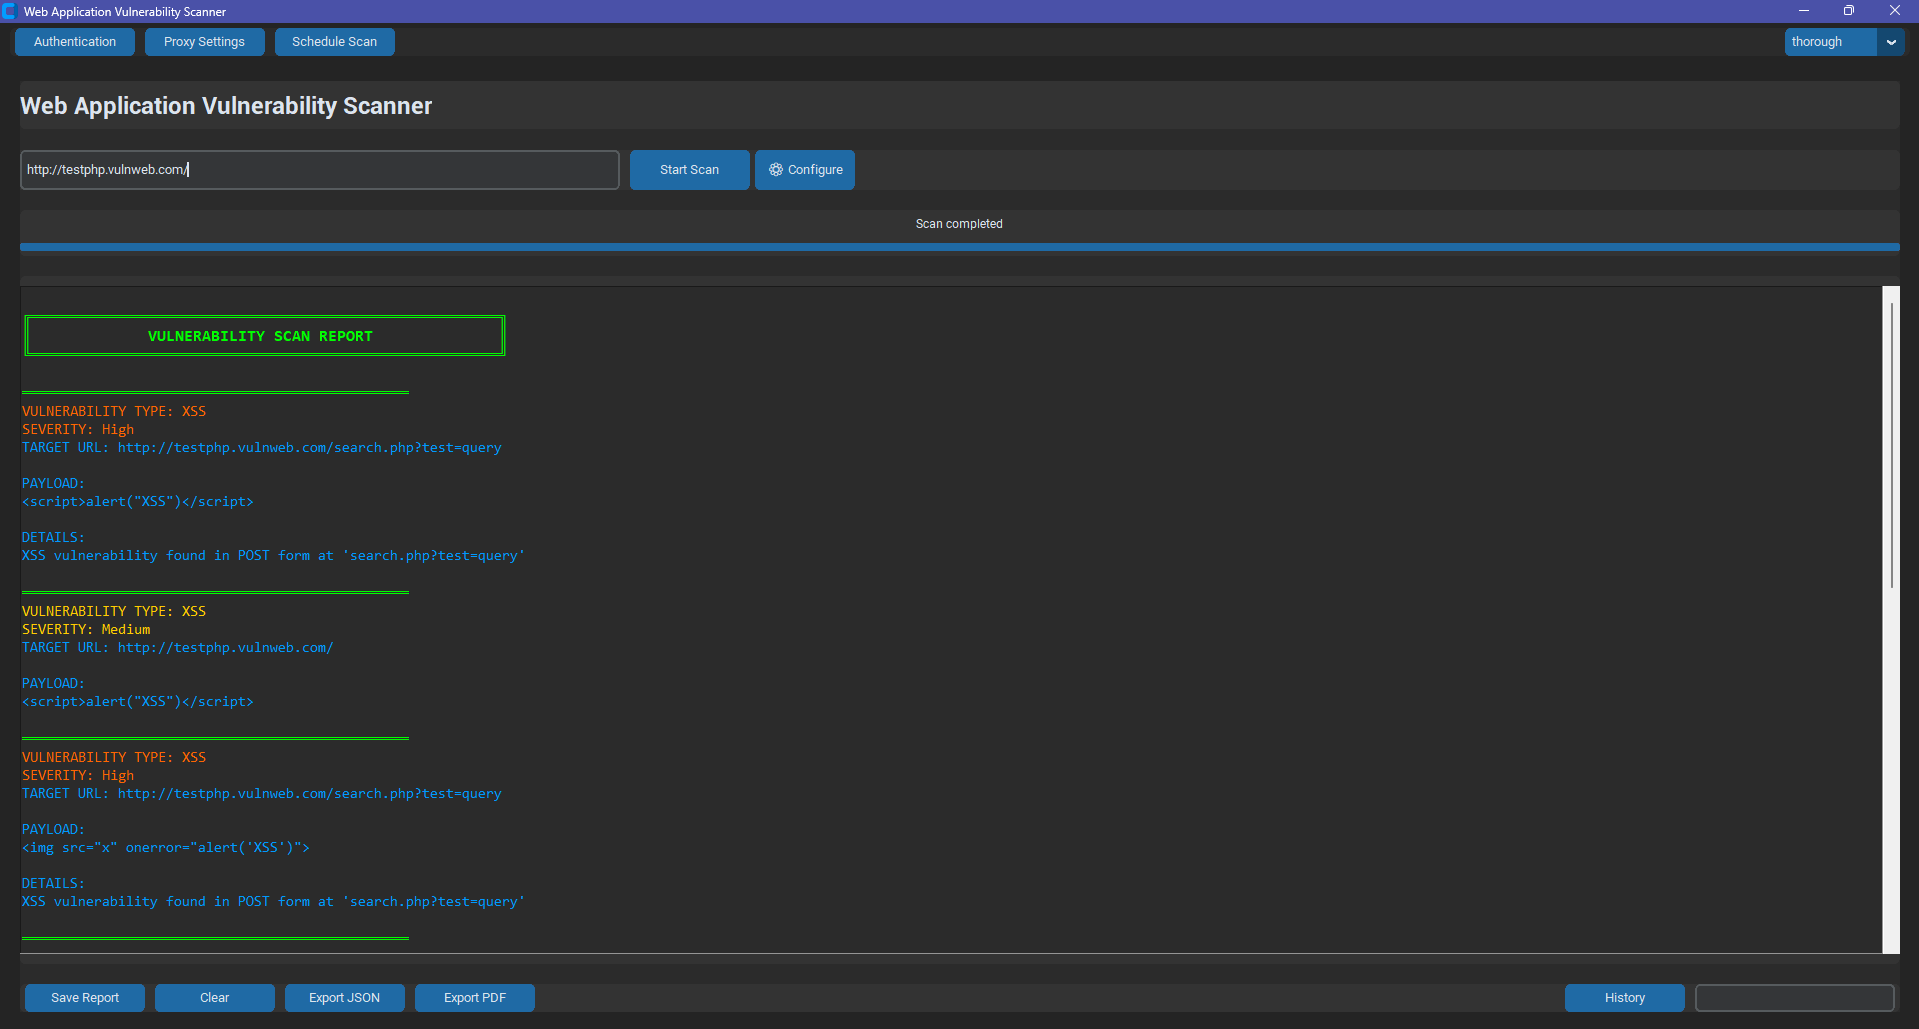 Web Application Vulnerability Scanner
Authentication
Proxy Settings
Schedule Scan
thorough
Web Application Vulnerability Scanner
http://testphp.vulnweb.com/
Start Scan
Configure
Scan completed
VULNERABILITY SCAN REPORT
VULNERABILITY TYPE: XSS
SEVERITY: High
TARGET URL: http://testphp.vulnweb.com/search.php?test=query
PAYLOAD:
<script>alert("XSS")</script>
DETAILS:
XSS vulnerability found in POST form at 'search.php?test=query'
VULNERABILITY TYPE: XSS
SEVERITY: Medium
TARGET URL: http://testphp.vulnweb.com/
PAYLOAD:
<script>alert("XSS")</script>
VULNERABILITY TYPE: XSS
SEVERITY: High
TARGET URL: http://testphp.vulnweb.com/search.php?test=query
PAYLOAD:
<img src="x" onerror="alert('XSS')">
DETAILS:
XSS vulnerability found in POST form at 'search.php?test=query'
Save Report
Clear
Export JSON
Export PDF
History